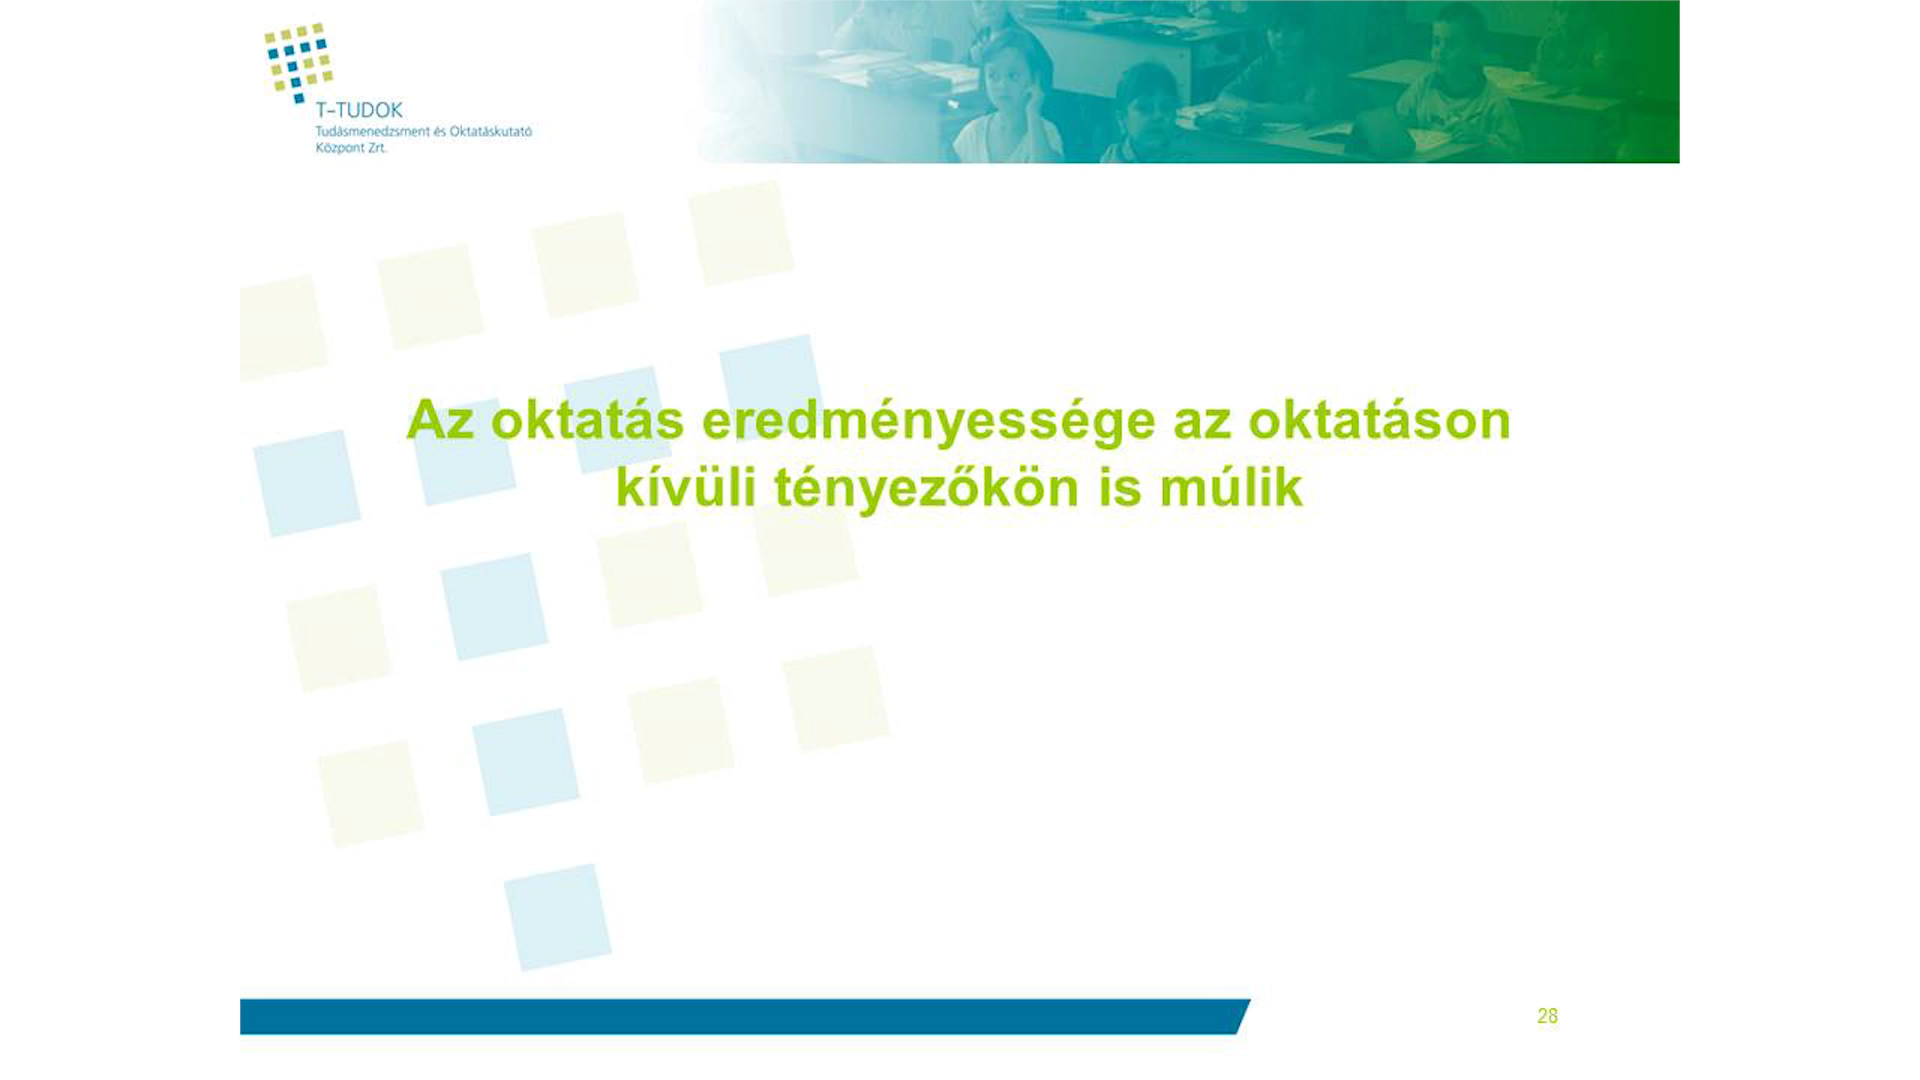 T-TUDOK
Tudásmenedzsment és Oktatáskutató
Központ Zrt.
Az oktatás eredményessége az oktatáson
kívüli tényezőkön is múlik
28